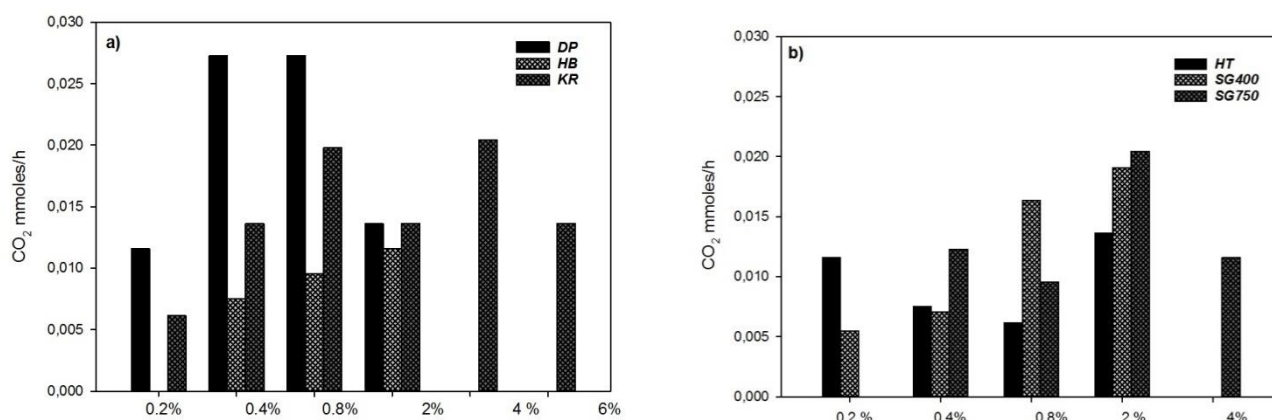 a)
DP
HB
KR
CO₂ mmoles/h
0,030
0,025
0,020
0,015
0,010
0,005
0,000
0.2% 0.4% 0.8% 2% 4 % 6%
b)
HT
SG400
SG750
CO₂ mmoles/h
0,030
0,025
0,020
0,015
0,010
0,005
0,000
0.2 % 0.4% 0.8% 2 % 4%